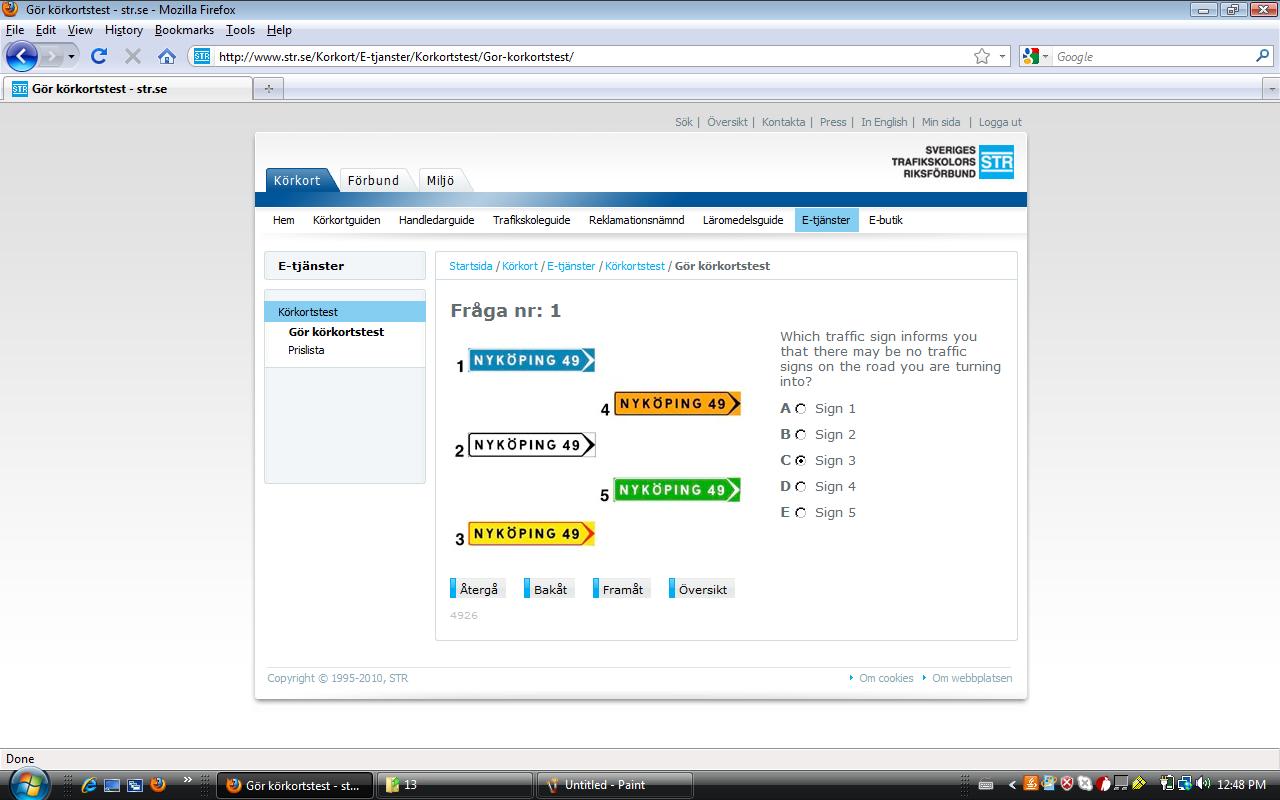 Gör körkortstest - str.se - Mozilla Firefox
File Edit View History Bookmarks Tools Help
STR http://www.str.se/Korkort/E-tjanster/Korkortstest/Gor-korkortstest/
Google
STR Gör körkortstest - str.se
Sök | Översikt | Kontakta | Press | In English | Min sida | Logga ut
SVERIGES
TRAFIKSKOLORS
RIKSFÖRBUND
STR
Körkort Förbund Miljö
Hem Körkortguiden Handledarguide Trafikskoleguide Reklamationsnämnd Läromedelsguide E-tjänster E-butik
E-tjänster
Körkortstest
Gör körkortstest
Prislista
Startsida / Körkort / E-tjänster / Körkortstest / Gör körkortstest
Fråga nr: 1
1 NYKÖPING 49
4 NYKÖPING 49
2 NYKÖPING 49
5 NYKÖPING 49
3 NYKÖPING 49
Which traffic sign informs you
that there may be no traffic
signs on the road you are turning
into?
A Sign 1
B Sign 2
C Sign 3
D Sign 4
E Sign 5
Återgå Bakåt Framåt Översikt
4926
Copyright © 1995-2010, STR
Om cookies Om webbplatsen
Done
Gör körkortstest - st... 13 Untitled - Paint 12:48 PM